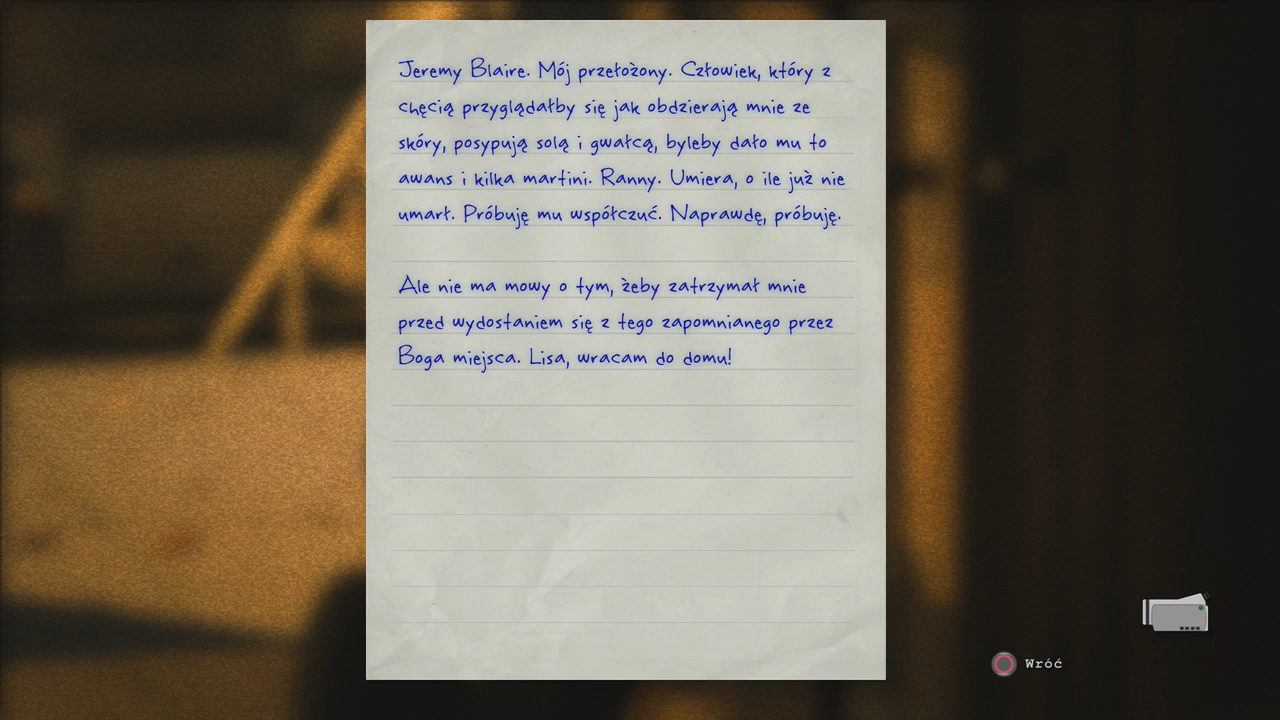 Jeremy Blaire. Mój przełożony. Człowiek, który z
chęcią przyglądałby się jak obdzierają mnie ze
skóry, posypują solą i gwałcą, byleby dało mu to
awans i kilka martini. Ranny. Umiera, o ile już nie
umarł. Próbuję mu współczuć. Naprawdę, próbuję.
Ale nie ma mowy o tym, żeby zatrzymał mnie
przed wydostaniem się z tego zapomnianego przez
Boga miejsca. Lisa, wracam do domu!
Wróć